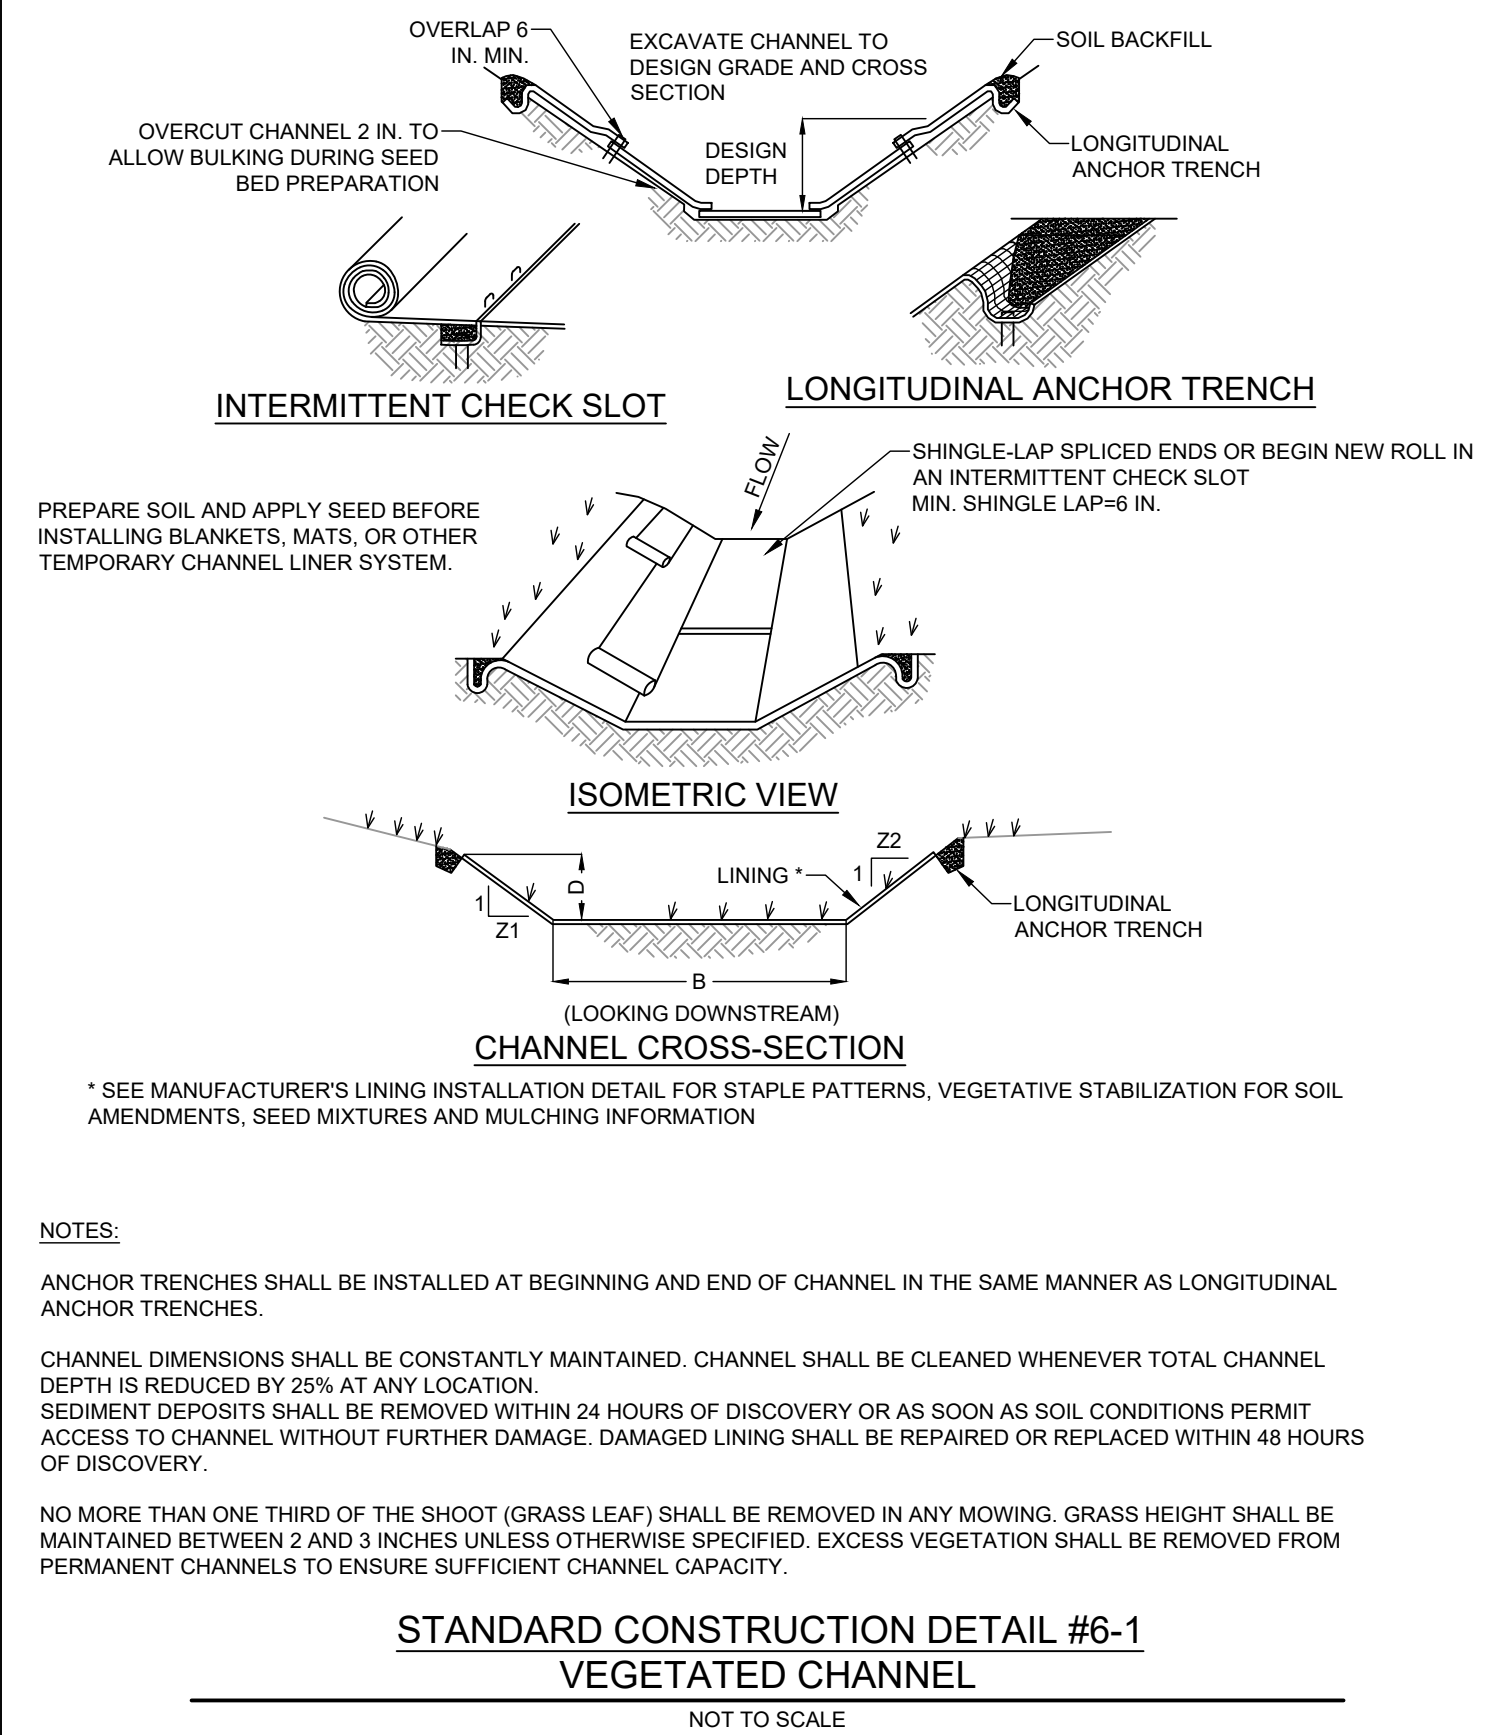 OVERLAP 6
IN. MIN.
EXCAVATE CHANNEL TO
DESIGN GRADE AND CROSS
SECTION
SOIL BACKFILL
OVERCUT CHANNEL 2 IN. TO
ALLOW BULKING DURING SEED
BED PREPARATION
DESIGN
DEPTH
LONGITUDINAL
ANCHOR TRENCH
INTERMITTENT CHECK SLOT
LONGITUDINAL ANCHOR TRENCH
FLOW
SHINGLE-LAP SPLICED ENDS OR BEGIN NEW ROLL IN
AN INTERMITTENT CHECK SLOT
MIN. SHINGLE LAP=6 IN.
PREPARE SOIL AND APPLY SEED BEFORE
INSTALLING BLANKETS, MATS, OR OTHER
TEMPORARY CHANNEL LINER SYSTEM.
ISOMETRIC VIEW
1
Z1
D
LINING *
1
Z2
LONGITUDINAL
ANCHOR TRENCH
B
(LOOKING DOWNSTREAM)
CHANNEL CROSS-SECTION
* SEE MANUFACTURER'S LINING INSTALLATION DETAIL FOR STAPLE PATTERNS, VEGETATIVE STABILIZATION FOR SOIL
AMENDMENTS, SEED MIXTURES AND MULCHING INFORMATION
NOTES:
ANCHOR TRENCHES SHALL BE INSTALLED AT BEGINNING AND END OF CHANNEL IN THE SAME MANNER AS LONGITUDINAL
ANCHOR TRENCHES.
CHANNEL DIMENSIONS SHALL BE CONSTANTLY MAINTAINED. CHANNEL SHALL BE CLEANED WHENEVER TOTAL CHANNEL
DEPTH IS REDUCED BY 25% AT ANY LOCATION.
SEDIMENT DEPOSITS SHALL BE REMOVED WITHIN 24 HOURS OF DISCOVERY OR AS SOON AS SOIL CONDITIONS PERMIT
ACCESS TO CHANNEL WITHOUT FURTHER DAMAGE. DAMAGED LINING SHALL BE REPAIRED OR REPLACED WITHIN 48 HOURS
OF DISCOVERY.
NO MORE THAN ONE THIRD OF THE SHOOT (GRASS LEAF) SHALL BE REMOVED IN ANY MOWING. GRASS HEIGHT SHALL BE
MAINTAINED BETWEEN 2 AND 3 INCHES UNLESS OTHERWISE SPECIFIED. EXCESS VEGETATION SHALL BE REMOVED FROM
PERMANENT CHANNELS TO ENSURE SUFFICIENT CHANNEL CAPACITY.
STANDARD CONSTRUCTION DETAIL #6-1
VEGETATED CHANNEL
NOT TO SCALE